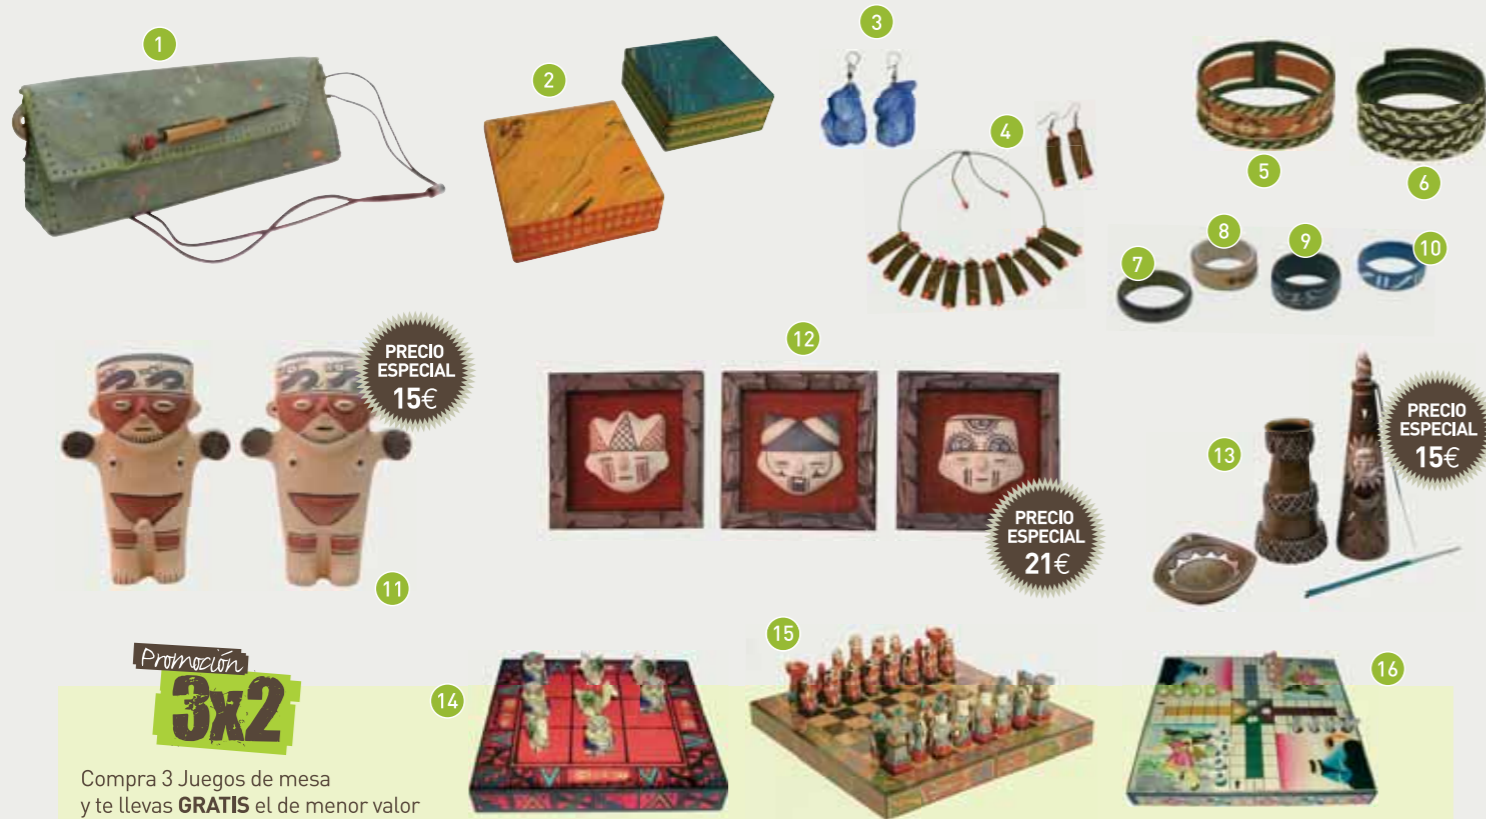 1
2
3
4
5
6
7
8
9
10
PRECIO
ESPECIAL
15€
11
12
PRECIO
ESPECIAL
21€
13
PRECIO
ESPECIAL
15€
Promoción
3x2
Compra 3 Juegos de mesa
y te llevas GRATIS el de menor valor
14
15
16